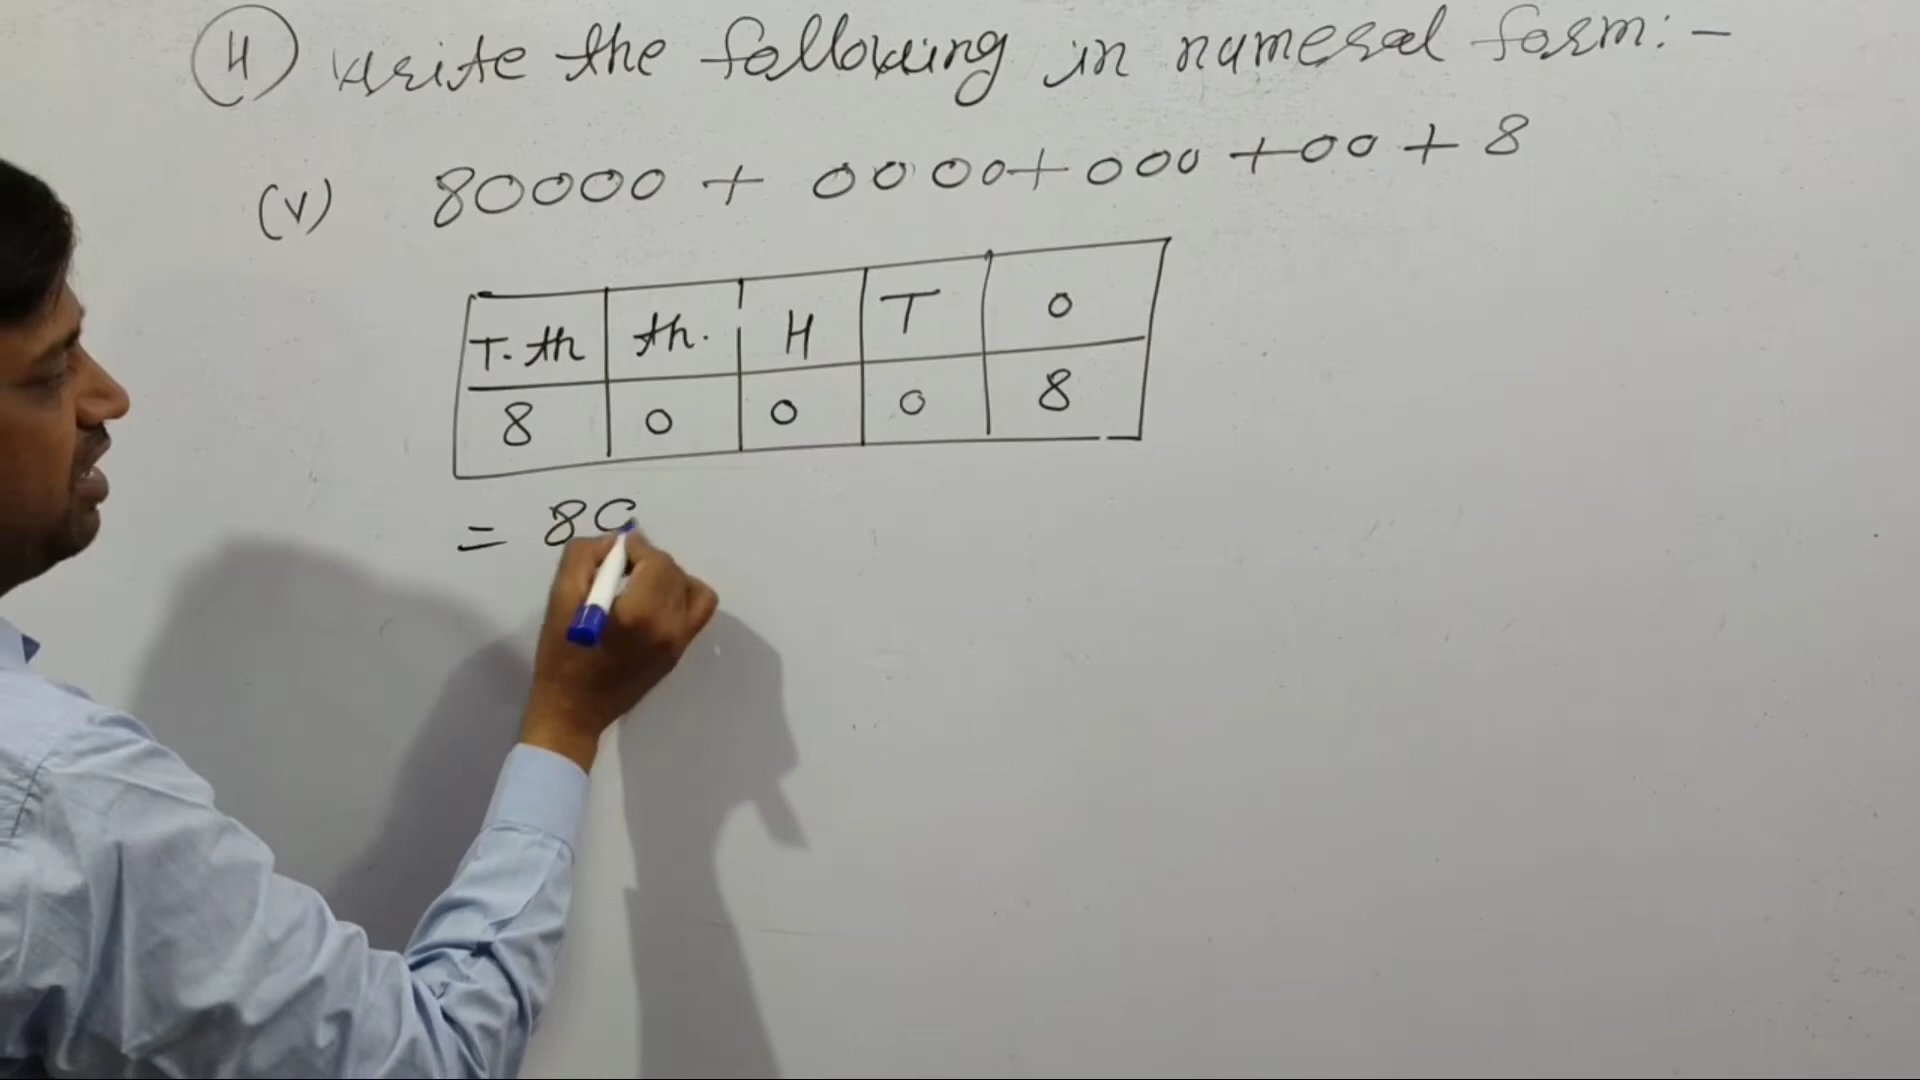 4 Write the following in numeral form:-
(v) 80000 + 0000 + 000 + 00 + 8
T.th th. H T O
8 0 0 0 8
= 80